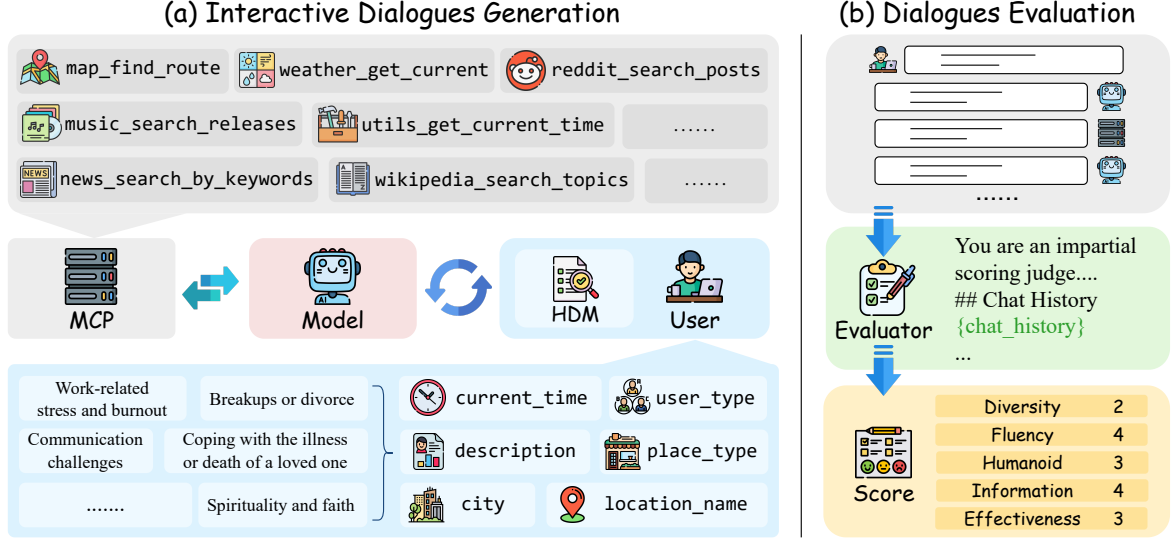 (a) Interactive Dialogues Generation
map_find_route
weather_get_current
reddit_search_posts
music_search_releases
utils_get_current_time
......
NEWS
news_search_by_keywords
A
Z
wikipedia_search_topics
......
MCP
AI
Model
HDM
User
Work-related
stress and burnout
Breakups or divorce
Communication
challenges
Coping with the illness
or death of a loved one
.......
Spirituality and faith
current_time
user_type
description
place_type
city
location_name
(b) Dialogues Evaluation
......
Evaluator
You are an impartial
scoring judge....
## Chat History
{chat_history}
...
Score
Diversity 2
Fluency 4
Humanoid 3
Information 4
Effectiveness 3